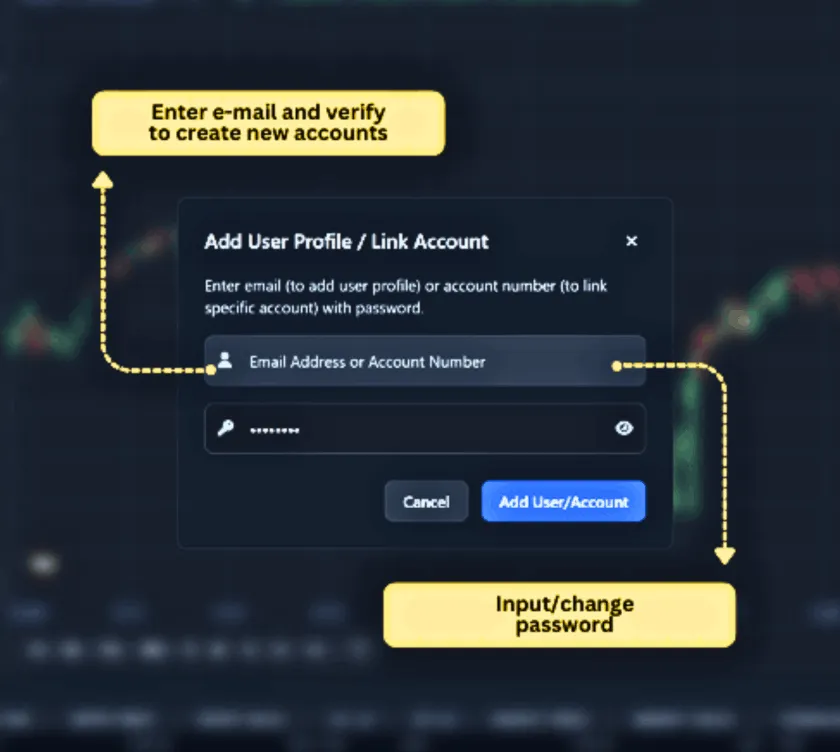 Enter e-mail and verify
to create new accounts
Add User Profile / Link Account
Enter email (to add user profile) or account number (to link
specific account) with password.
Email Address or Account Number
Cancel
Add User/Account
Input/change
password